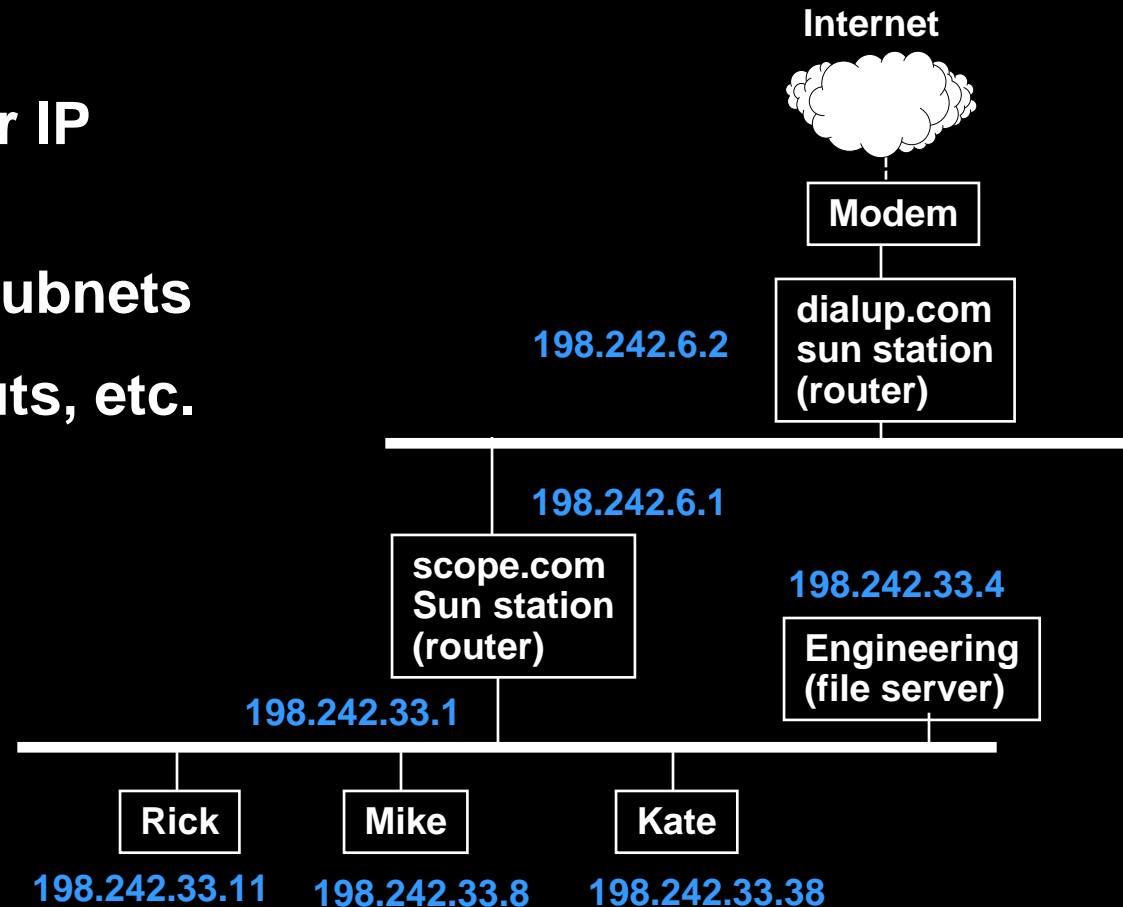 Internet
r IP
Modem
ubnets
dialup.com
sun station
(router)
198.242.6.2
uts, etc.
198.242.6.1
scope.com
Sun station
(router)
198.242.33.4
Engineering
(file server)
198.242.33.1
Rick
Mike
Kate
198.242.33.11
198.242.33.8
198.242.33.38